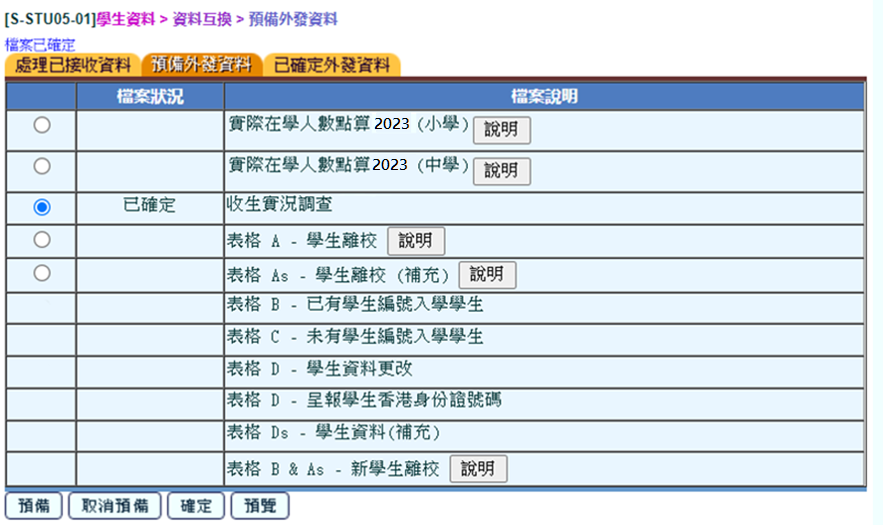 [S-STU05-01]學生資料 > 資料互換 > 預備外發資料
檔案已確定
處理已接收資料 預備外發資料 已確定外發資料
檔案狀況 檔案說明
實際在學人數點算 2023 (小學) 說明
實際在學人數點算 2023 (中學) 說明
已確定 收生實況調查
表格 A - 學生離校 說明
表格 As - 學生離校 (補充) 說明
表格 B - 已有學生編號入學學生
表格 C - 未有學生編號入學學生
表格 D - 學生資料更改
表格 D - 呈報學生香港身份證號碼
表格 Ds - 學生資料(補充)
表格 B & As - 新學生離校 說明
預備 取消預備 確定 預覽